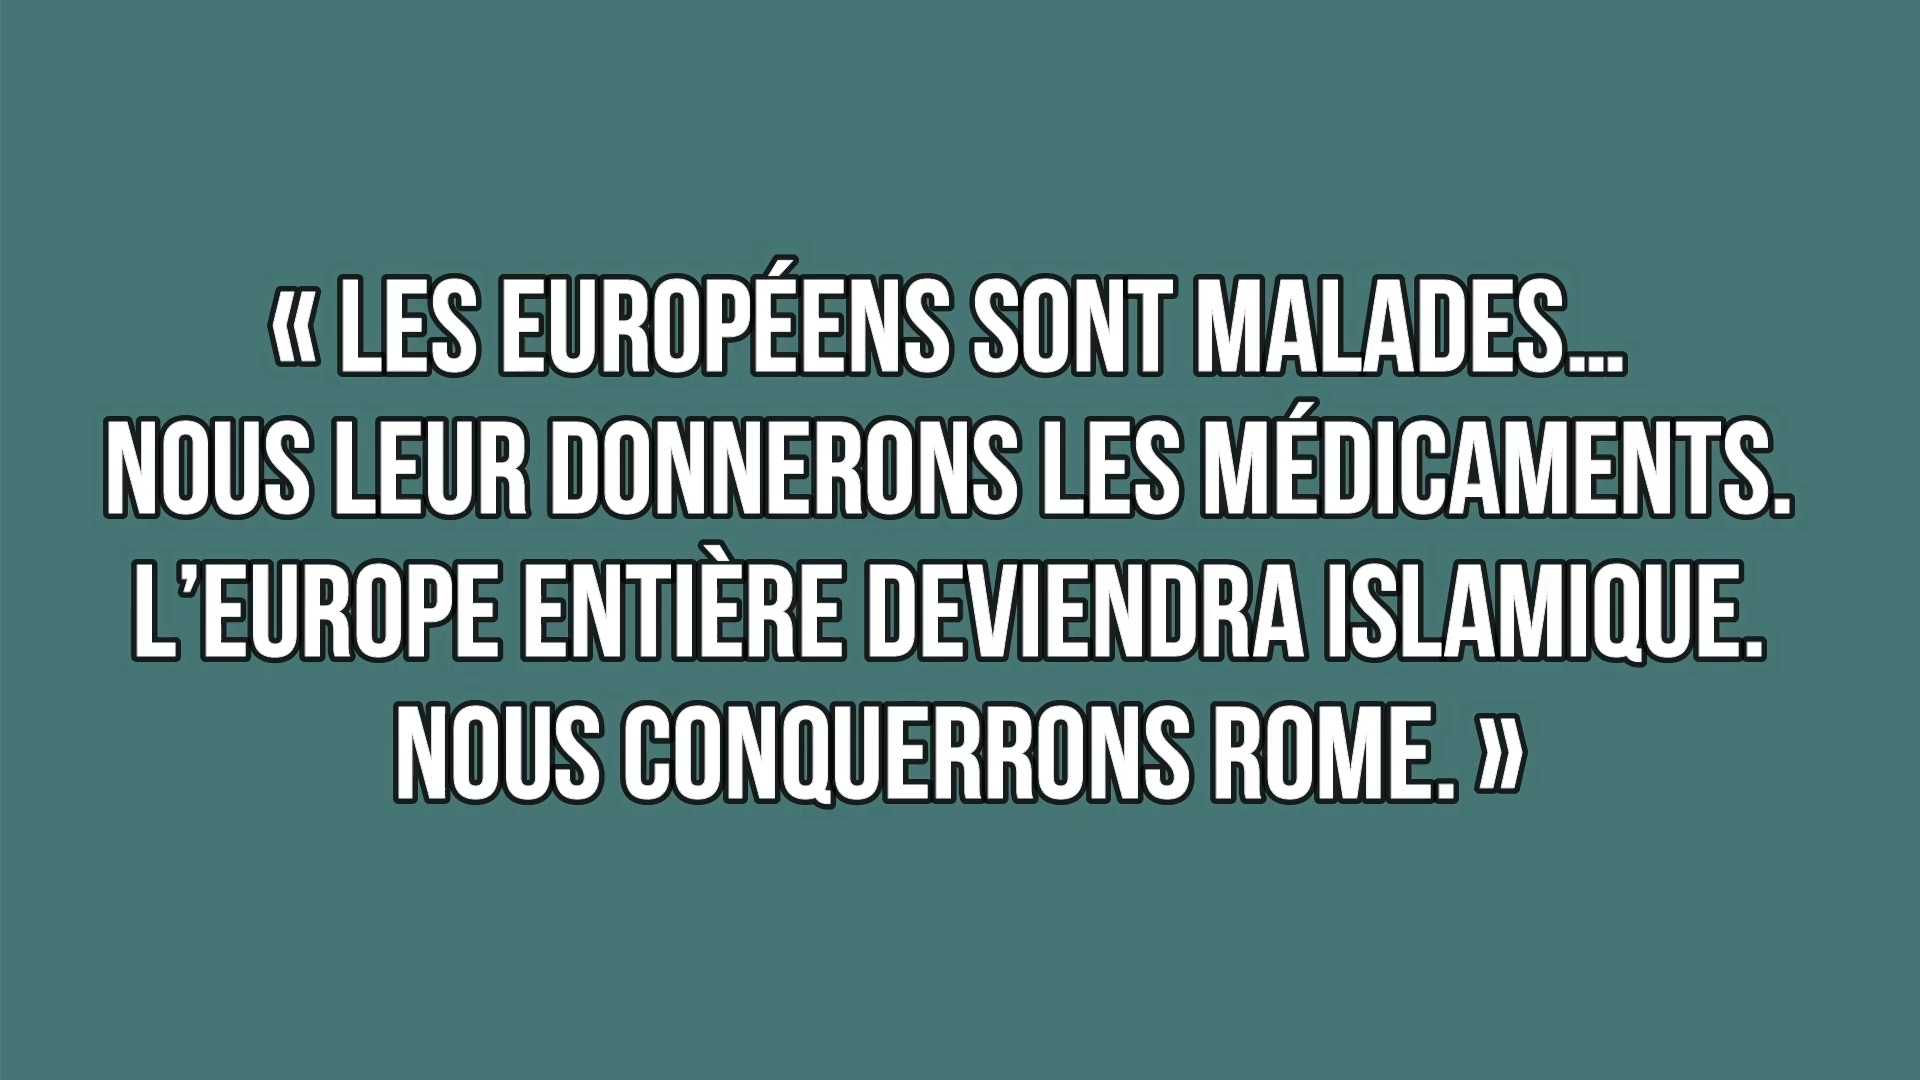 « LES EUROPÉENS SONT MALADES...
NOUS LEUR DONNERONS LES MÉDICAMENTS.
L’EUROPE ENTIÈRE DEVIENDRA ISLAMIQUE.
NOUS CONQUERRONS ROME. »